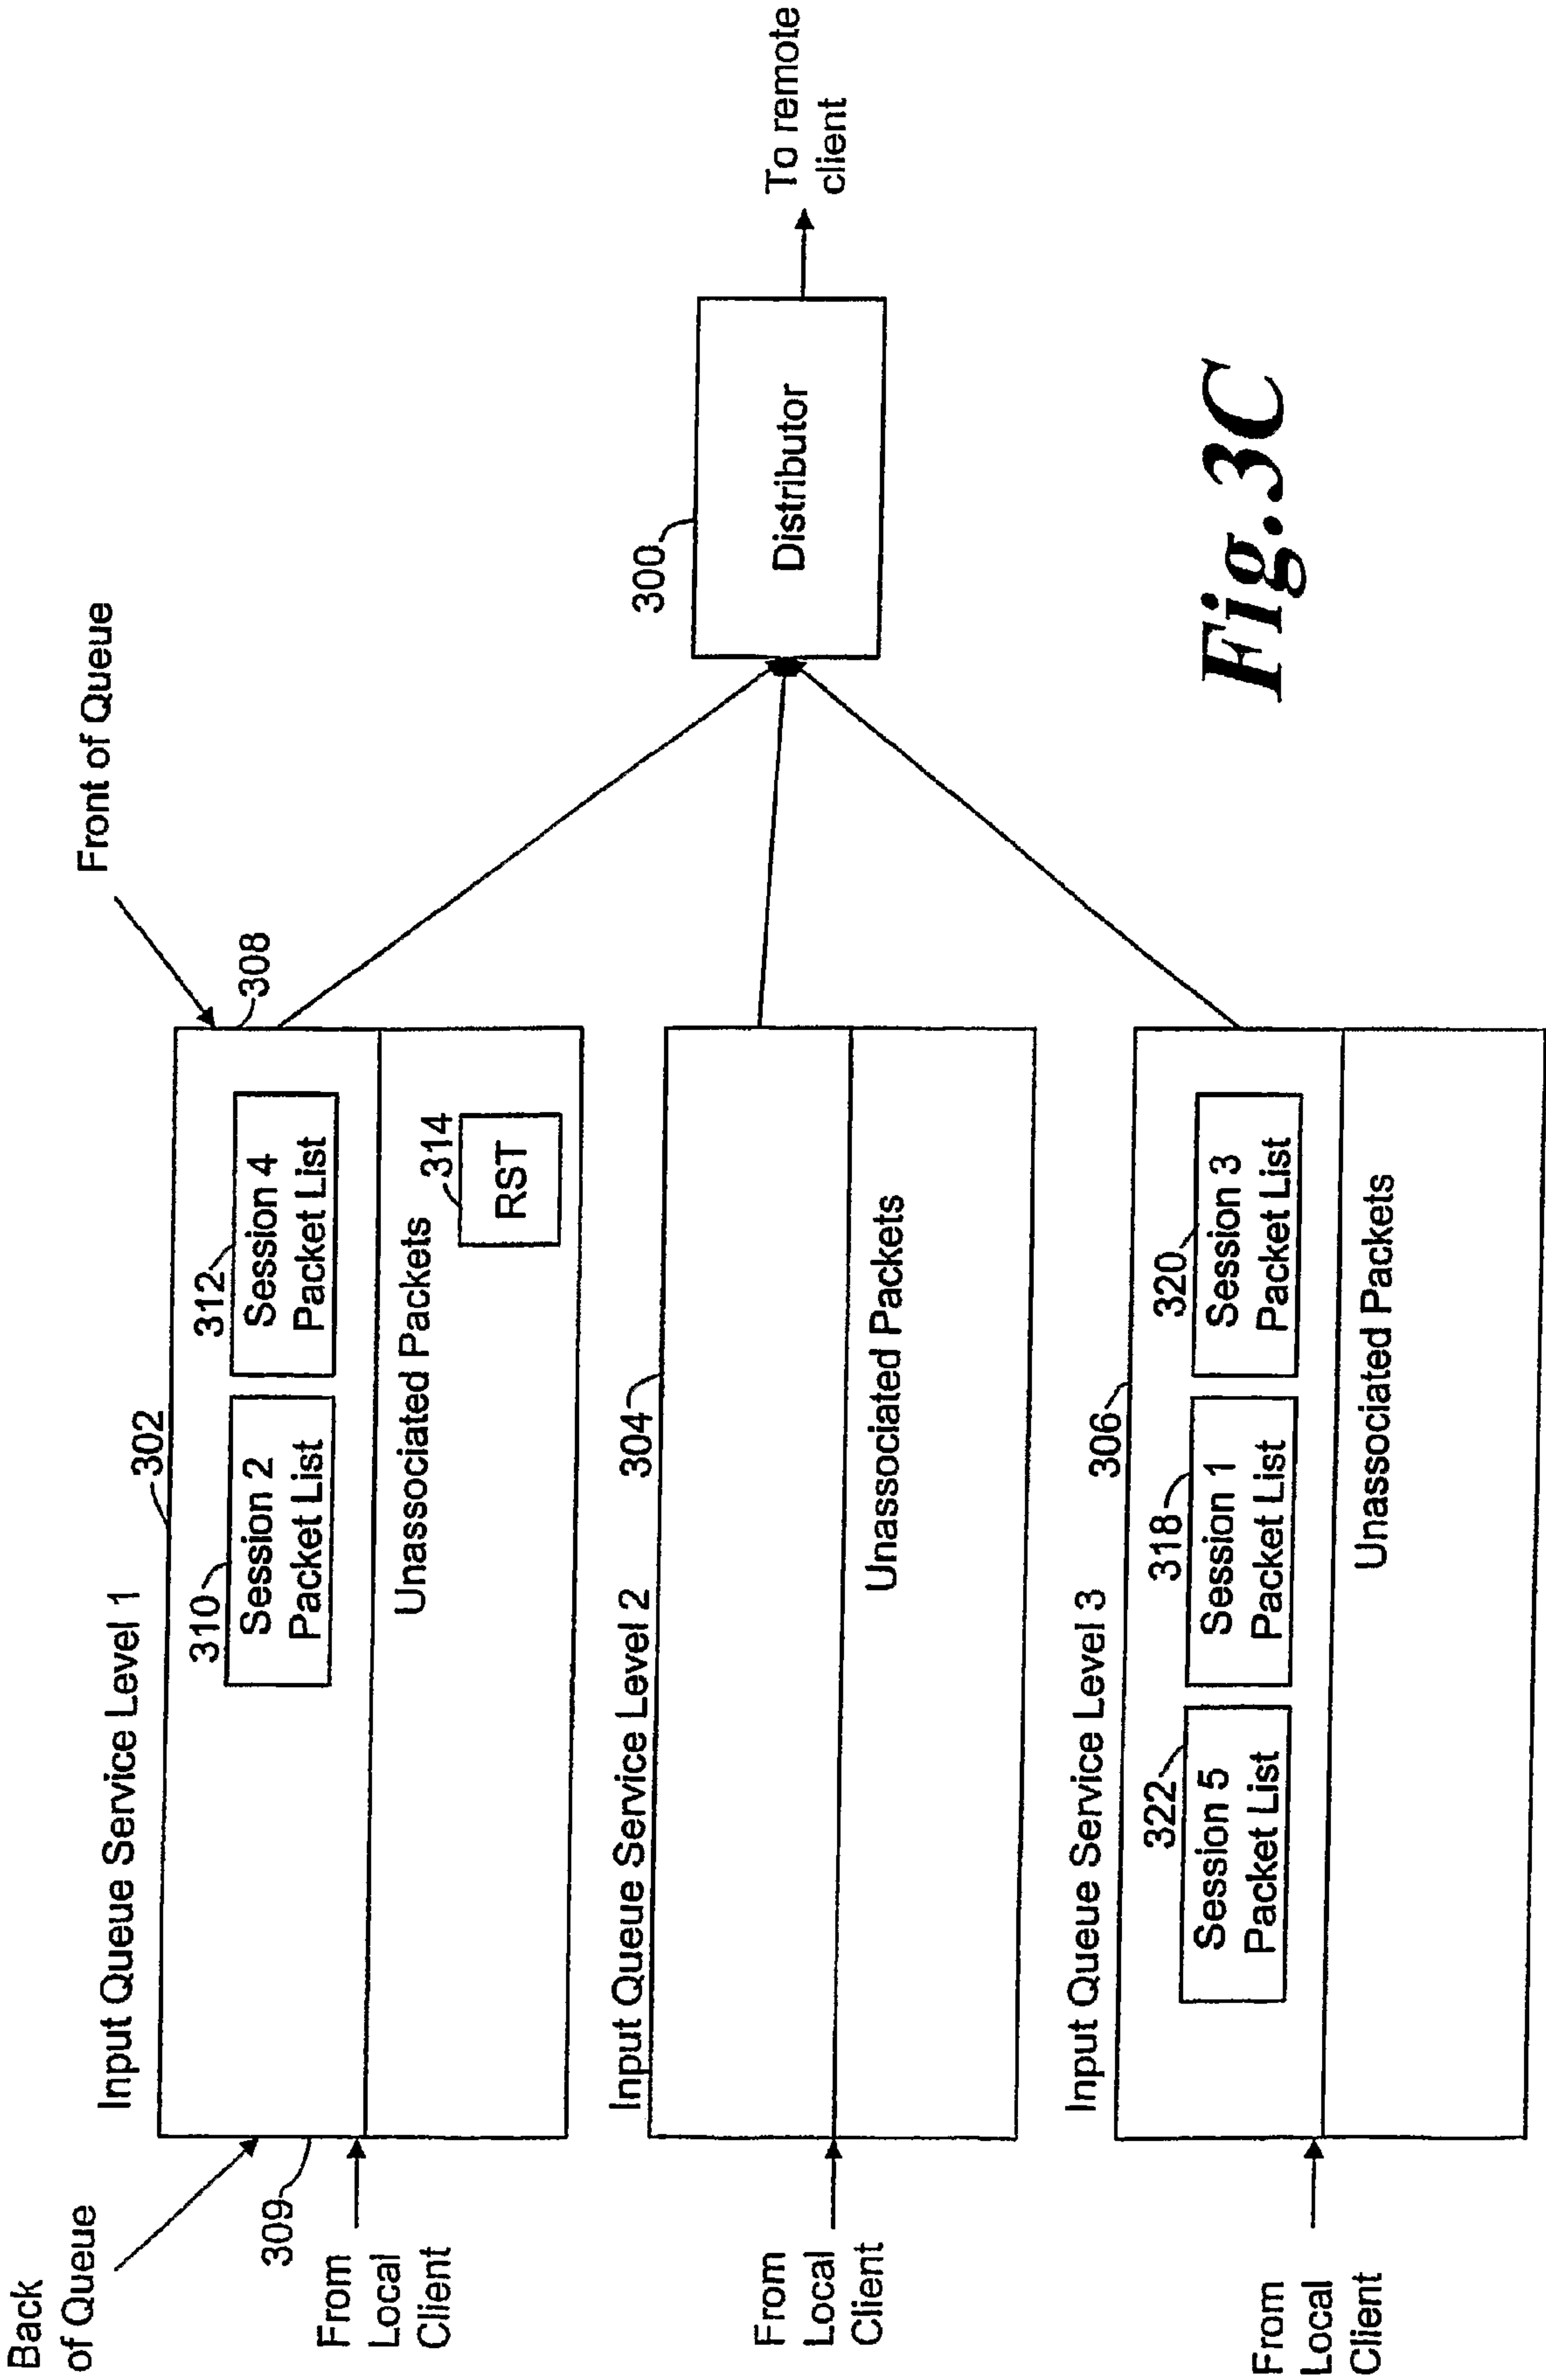 Back
of Queue
309
From
Local
Client
Input Queue Service Level 1
302
310
Session 2
Packet List
312
Session 4
Packet List
Unassociated Packets
314
RST
308
Front of Queue
From
Local
Client
Input Queue Service Level 2
304
Unassociated Packets
300
Distributor
To remote
client
From
Local
Client
Input Queue Service Level 3
306
322
Session 5
Packet List
318
Session 1
Packet List
320
Session 3
Packet List
Unassociated Packets
Fig.3C